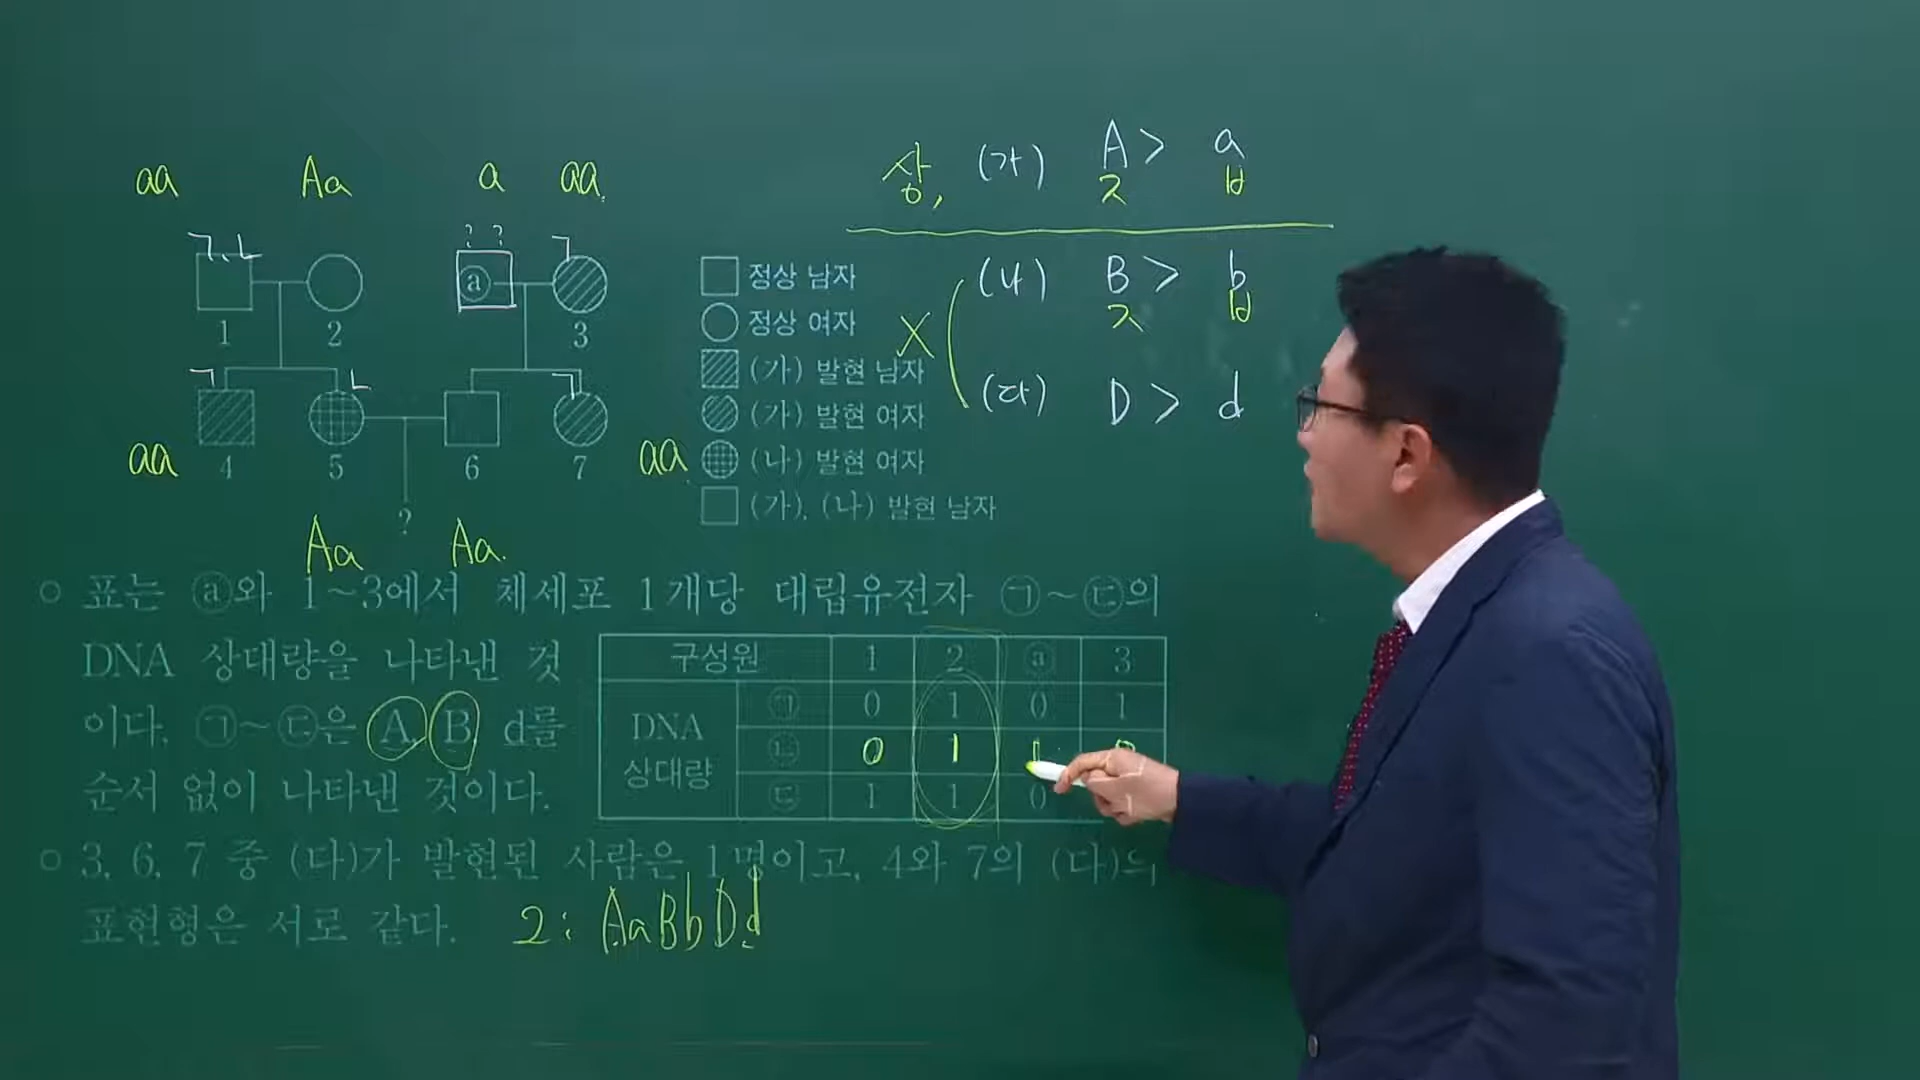 상, (가) A > a
ㅈ ㅂ
aa Aa a aa.
ㄱ, ㄴ ? ? ㄱ
ⓐ
1 2 3
ㄱ ㄴ ㄱ
4 5 6 7
aa aa
?
Aa Aa.
정상 남자
정상 여자
(가) 발현 남자
(가) 발현 여자
(나) 발현 여자
(가), (나) 발현 남자
X (나) B > b
ㅈ ㅂ
(다) D > d
○ 표는 ⓐ와 1~3에서 체세포 1개당 대립유전자 ㉠~㉢의
DNA 상대량을 나타낸 것
이다. ㉠~㉢은 A, B d를
순서 없이 나타낸 것이다.
구성원 1 2 ⓐ 3
DNA 상대량
㉠ 0 1 0 1
㉡ 0 1 1 0
㉢ 1 1 0 1
○ 3, 6, 7 중 (다)가 발현된 사람은 1명이고, 4와 7의 (다)의
표현형은 서로 같다. 2: AaBbDd